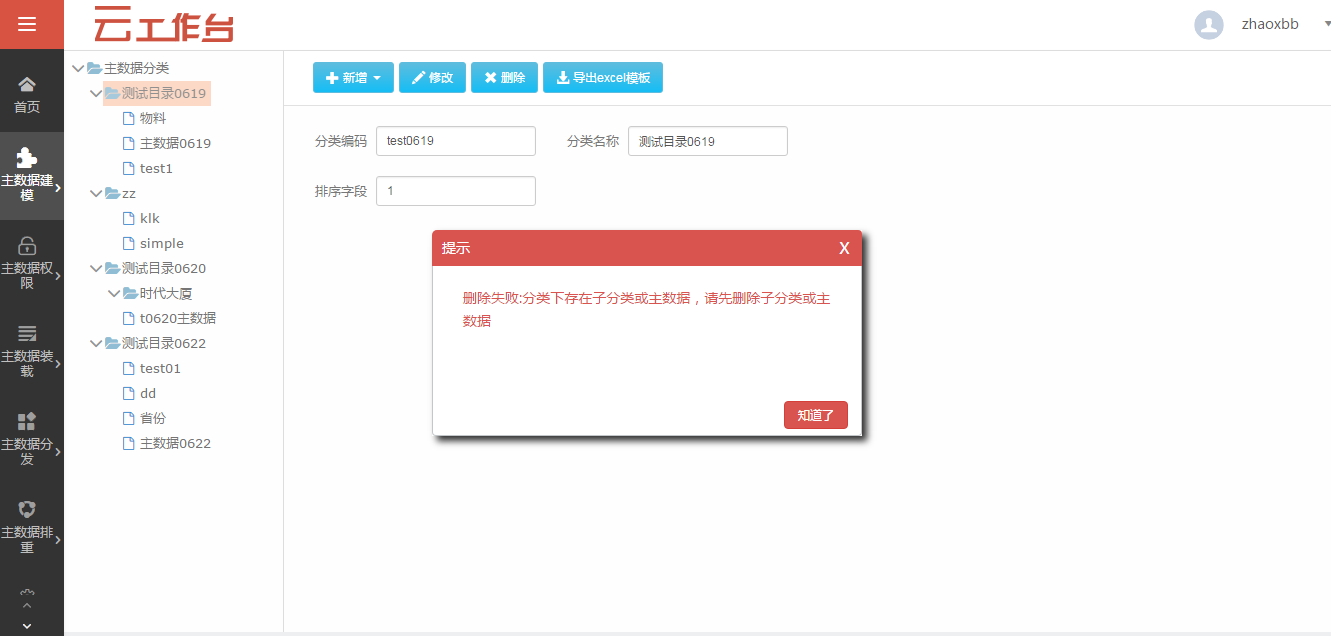 云工作台
zhaoxbb
首页
主数据建
模
主数据权
限
主数据装
载
主数据分
发
主数据排
重
主数据分类
测试目录0619
物料
主数据0619
test1
zz
klk
simple
测试目录0620
时代大厦
t0620主数据
测试目录0622
test01
dd
省份
主数据0622
新增 修改 删除 导出excel模板
分类编码 test0619 分类名称 测试目录0619
排序字段 1
提示 X
删除失败:分类下存在子分类或主数据，请先删除子分类或主
数据
知道了